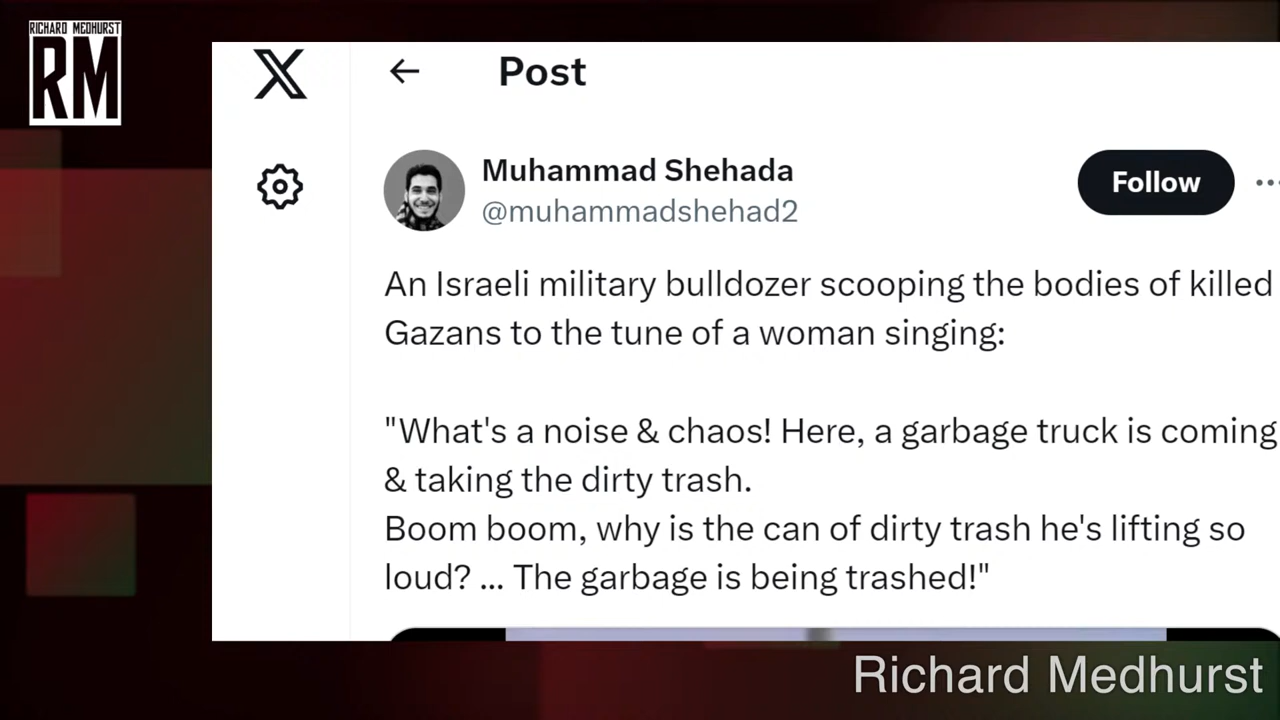 RICHARD MEDHURST
RM
Post
Muhammad Shehada
@muhammadshehad2
Follow
An Israeli military bulldozer scooping the bodies of killed
Gazans to the tune of a woman singing:
"What's a noise & chaos! Here, a garbage truck is coming
& taking the dirty trash.
Boom boom, why is the can of dirty trash he's lifting so
loud? ... The garbage is being trashed!"
Richard Medhurst